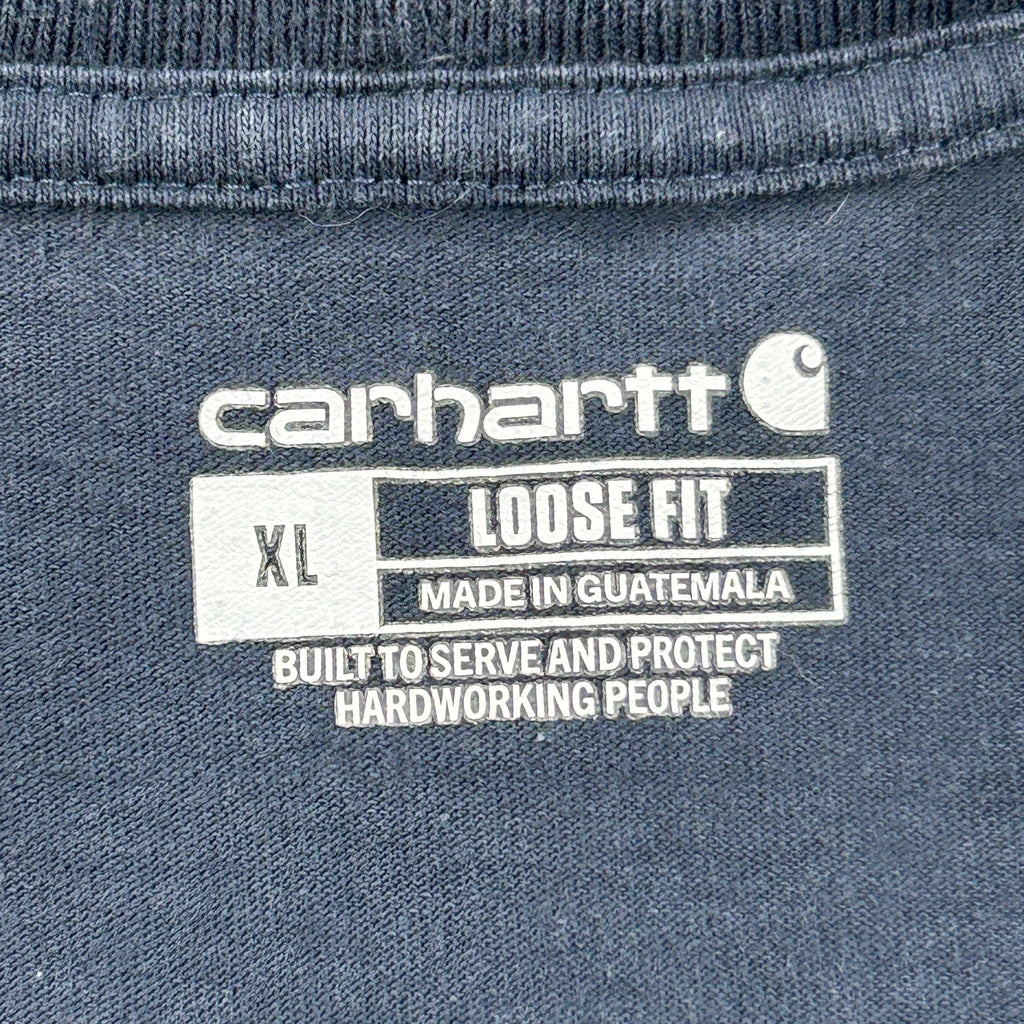 carhartt
XL
LOOSE FIT
MADE IN GUATEMALA
BUILT TO SERVE AND PROTECT
HARDWORKING PEOPLE